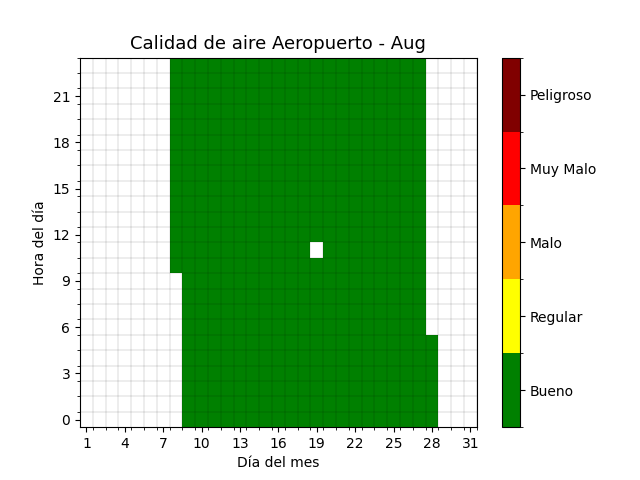 Calidad de aire Aeropuerto - Aug
Hora del día
21
18
15
12
9
6
3
0
1 4 7 10 13 16 19 22 25 28 31
Día del mes
Peligroso
Muy Malo
Malo
Regular
Bueno